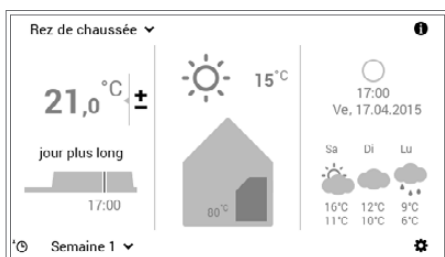 Rez de chaussée
21,0 °C ±
jour plus long
17:00
15°C
00°C
17:00
Ve, 17.04.2015
Sa Di Lu
16°C 12°C 9°C
11°C 10°C 6°C
Semaine 1